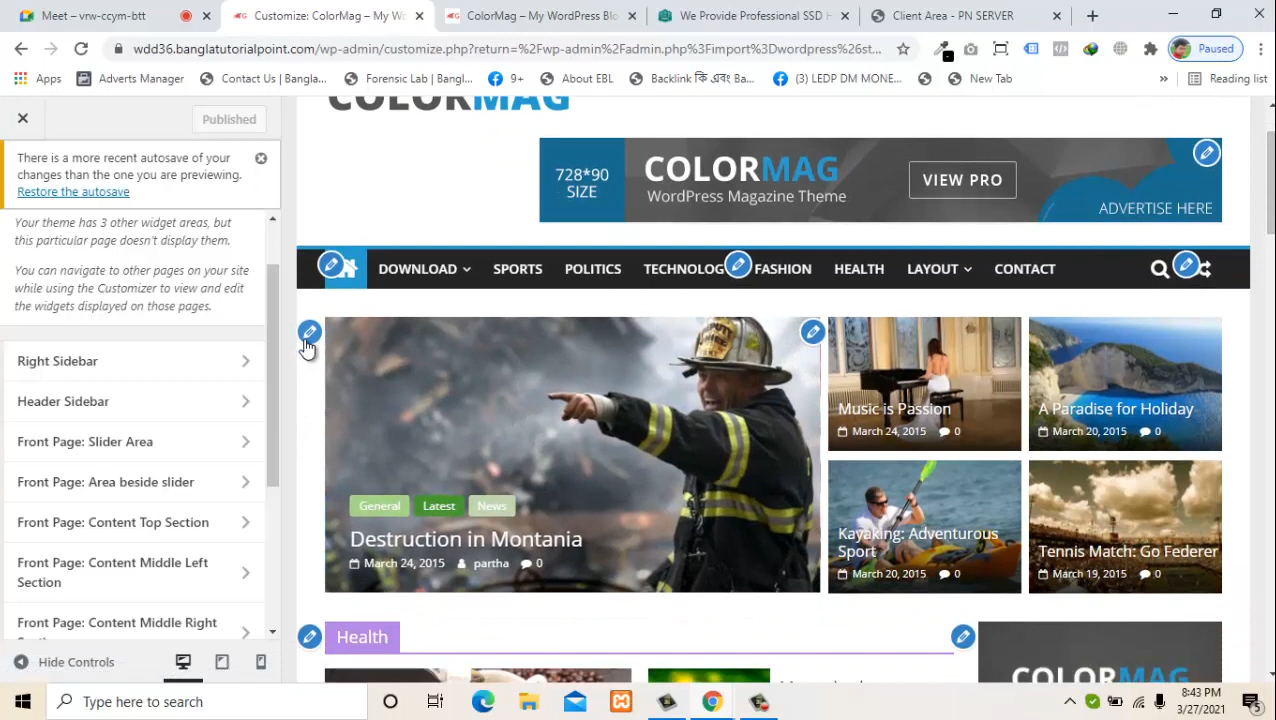 Meet – vnw-ccym-btz
Customize: ColorMag – My Wo
ColorMag – My WordPress Blo
We Provide Professional SSD H
Client Area - PN SERVER
wdd36.banglatutorialpoint.com/wp-admin/customize.php?return=%2Fwp-admin%2Fadmin.php%3Fimport%3Dwordpress%26st...
Paused
Apps
Adverts Manager
Contact Us | Bangla...
Forensic Lab | Bangl...
9+
About EBL
Backlink কি এবং Ba...
(3) LEDP DM MONE...
New Tab
»
Reading list
Published
There is a more recent autosave of your
changes than the one you are previewing.
Restore the autosave
Your theme has 3 other widget areas, but
this particular page doesn't display them.
You can navigate to other pages on your site
while using the Customizer to view and edit
the widgets displayed on those pages.
Right Sidebar
Header Sidebar
Front Page: Slider Area
Front Page: Area beside slider
Front Page: Content Top Section
Front Page: Content Middle Left
Section
Front Page: Content Middle Right
Hide Controls
COLORMAG
728*90
SIZE
COLORMAG
WordPress Magazine Theme
VIEW PRO
ADVERTISE HERE
DOWNLOAD
SPORTS
POLITICS
TECHNOLOG
FASHION
HEALTH
LAYOUT
CONTACT
General
Latest
News
Destruction in Montania
March 24, 2015
partha
0
Music is Passion
March 24, 2015
0
A Paradise for Holiday
March 20, 2015
0
Kayaking: Adventurous
Sport
March 20, 2015
0
Tennis Match: Go Federer
March 19, 2015
0
Health
COLORMAG
Type here to search
8:43 PM
3/27/2021
5